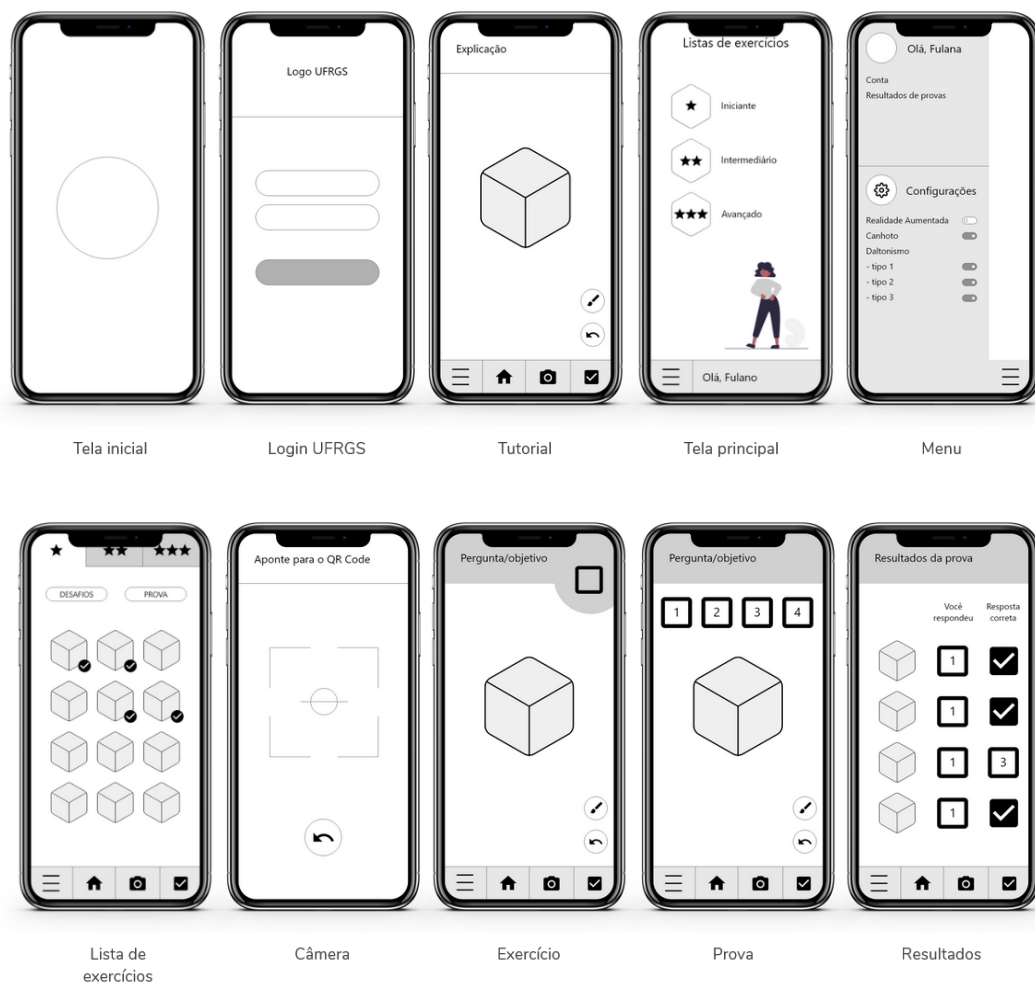 Logo UFRGS
Explicação
Listas de exercícios
Iniciante
Intermediário
Avançado
Olá, Fulano
Olá, Fulana
Conta
Resultados de provas
Configurações
Realidade Aumentada
Canhoto
Daltonismo
- tipo 1
- tipo 2
- tipo 3
Tela inicial
Login UFRGS
Tutorial
Tela principal
Menu
DESAFIOS
PROVA
Aponte para o QR Code
Pergunta/objetivo
Pergunta/objetivo
1 2 3 4
Resultados da prova
Você
respondeu
Resposta
correta
1
1
1 3
1
Lista de
exercícios
Câmera
Exercício
Prova
Resultados